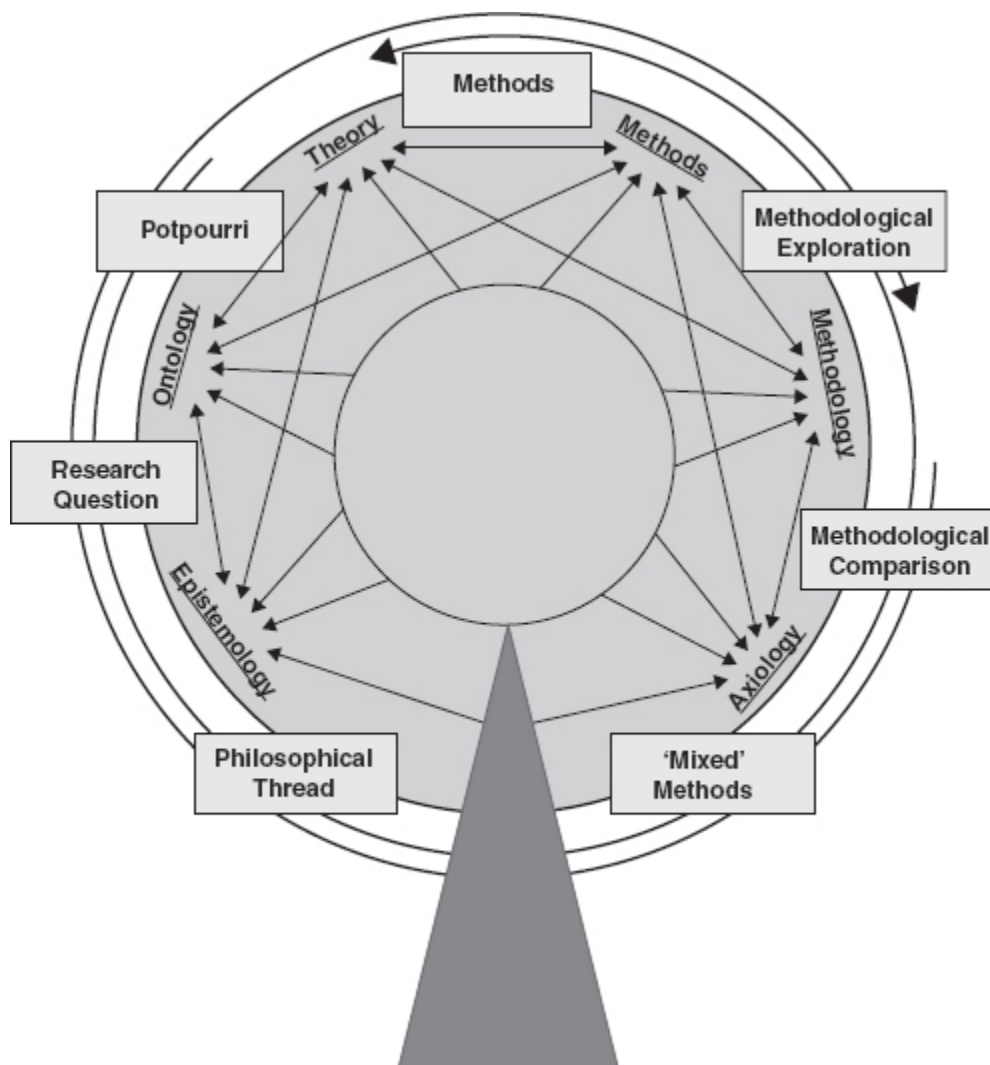 Methods
Theory
Methods
Potpourri
Methodological
Exploration
Ontology
Methodology
Research
Question
Methodological
Comparison
Epistemology
Axiology
Philosophical
Thread
‘Mixed’
Methods